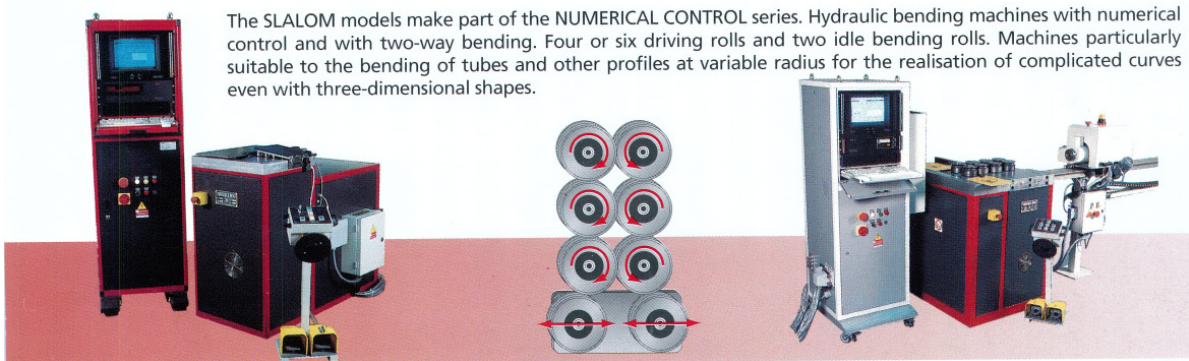 The SLALOM models make part of the NUMERICAL CONTROL series. Hydraulic bending machines with numerical
control and with two-way bending. Four or six driving rolls and two idle bending rolls. Machines particularly
suitable to the bending of tubes and other profiles at variable radius for the realisation of complicated curves
even with three-dimensional shapes.